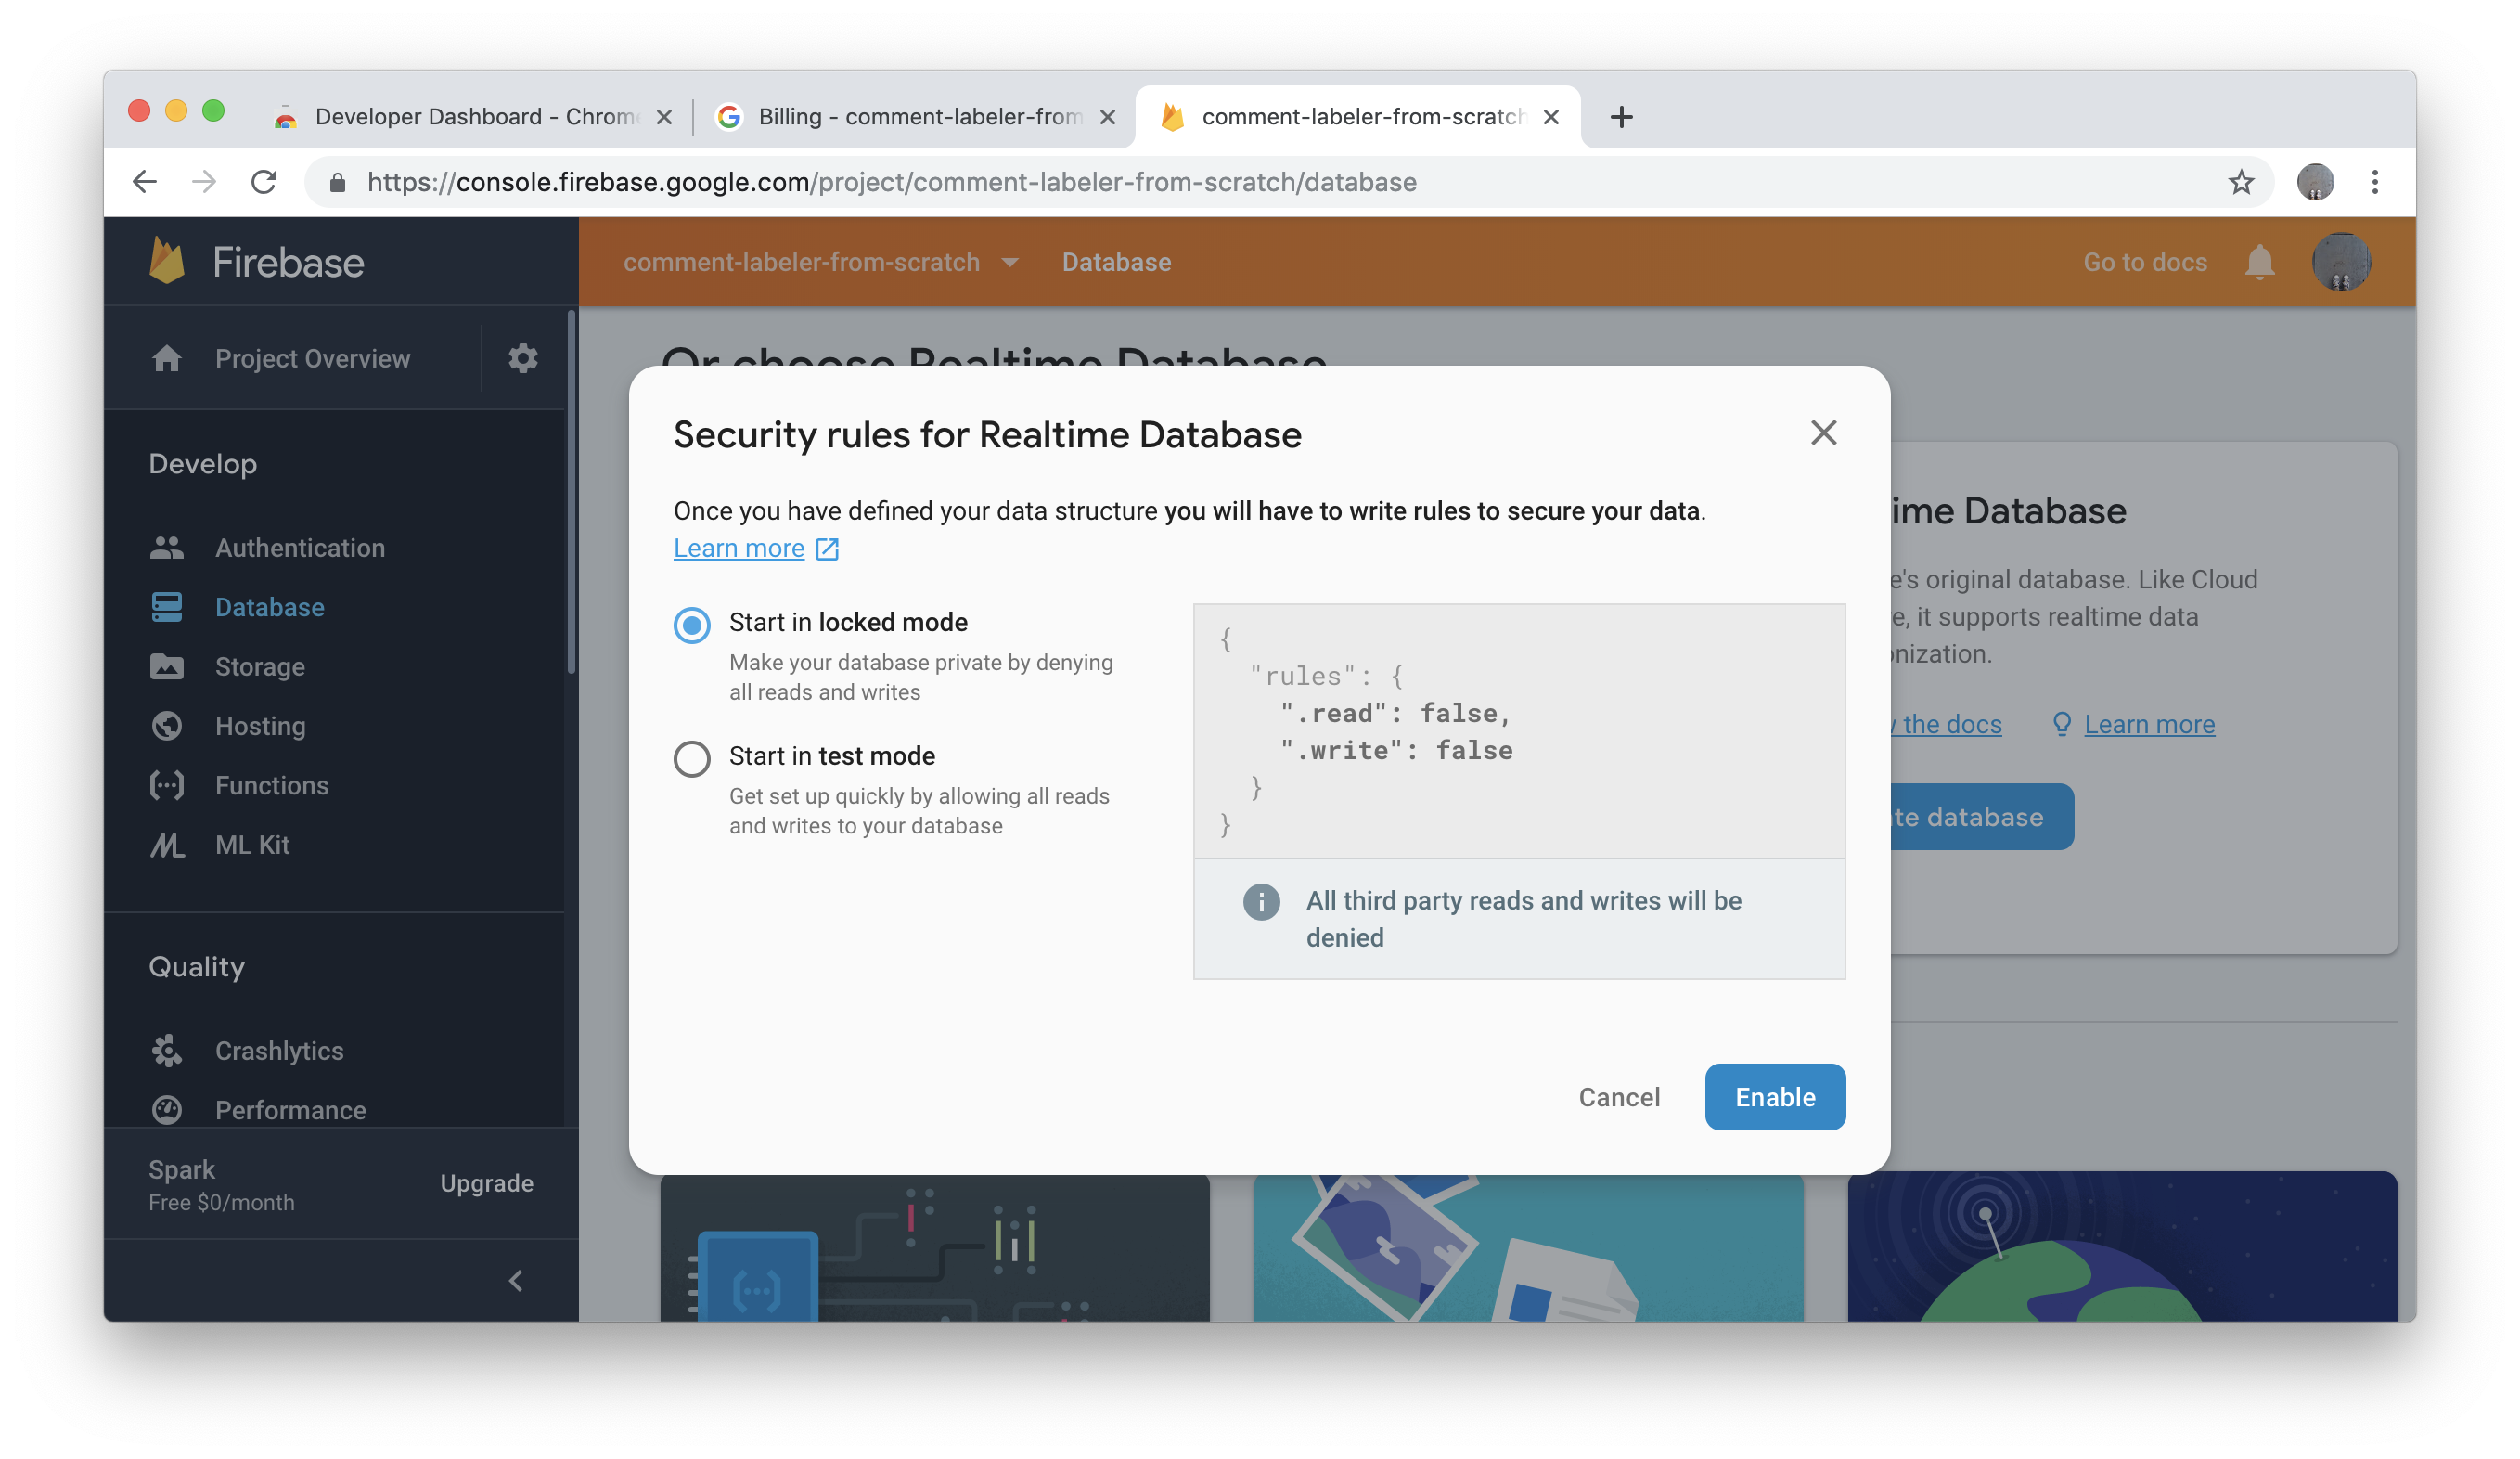 Developer Dashboard - Chrome
Billing - comment-labeler-from
comment-labeler-from-scratch
https://console.firebase.google.com/project/comment-labeler-from-scratch/database
Firebase
comment-labeler-from-scratch
Database
Go to docs
Project Overview
Develop
Authentication
Database
Storage
Hosting
Functions
ML Kit
Quality
Crashlytics
Performance
Spark
Free $0/month
Upgrade
Or choose Realtime Database
Security rules for Realtime Database
Once you have defined your data structure you will have to write rules to secure your data.
Learn more
Start in locked mode
Make your database private by denying
all reads and writes
Start in test mode
Get set up quickly by allowing all reads
and writes to your database
{
"rules": {
".read": false,
".write": false
}
}
All third party reads and writes will be
denied
Cancel
Enable
ime Database
e's original database. Like Cloud
e, it supports realtime data
onization.
the docs
Learn more
te database